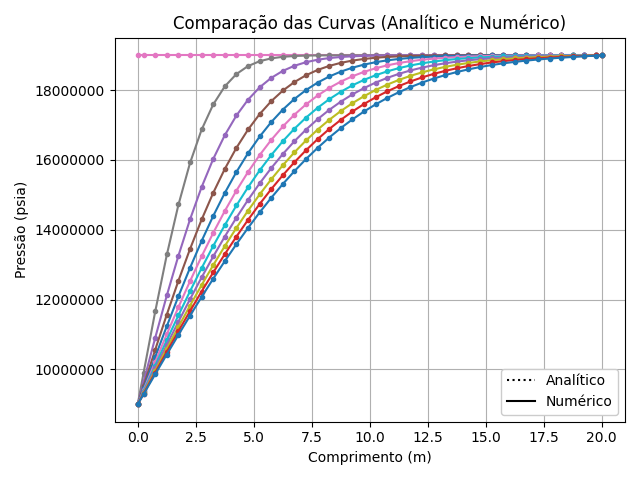 Comparação das Curvas (Analítico e Numérico)
Pressão (psia)
18000000
16000000
14000000
12000000
10000000
Analítico
Numérico
0.0 2.5 5.0 7.5 10.0 12.5 15.0 17.5 20.0
Comprimento (m)